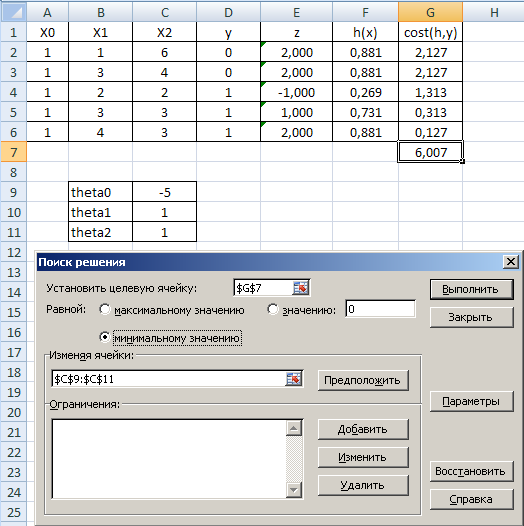 A B C D E F G H
1 X0 X1 X2 y z h(x) cost(h,y)
2 1 1 6 0 2,000 0,881 2,127
3 1 3 4 0 2,000 0,881 2,127
4 1 2 2 1 -1,000 0,269 1,313
5 1 3 3 1 1,000 0,731 0,313
6 1 4 3 1 2,000 0,881 0,127
7 6,007
8
9 theta0 -5
10 theta1 1
11 theta2 1
12
13
14
15
16
17
18
19
20
21
22
23
24
25
Поиск решения
Установить целевую ячейку: $G$7 Выполнить
Равной: максимальному значению значению: 0 Закрыть
минимальному значению
Изменяя ячейки:
$C$9:$C$11 Предположить
Ограничения: Параметры
Добавить
Изменить
Удалить Восстановить
Справка